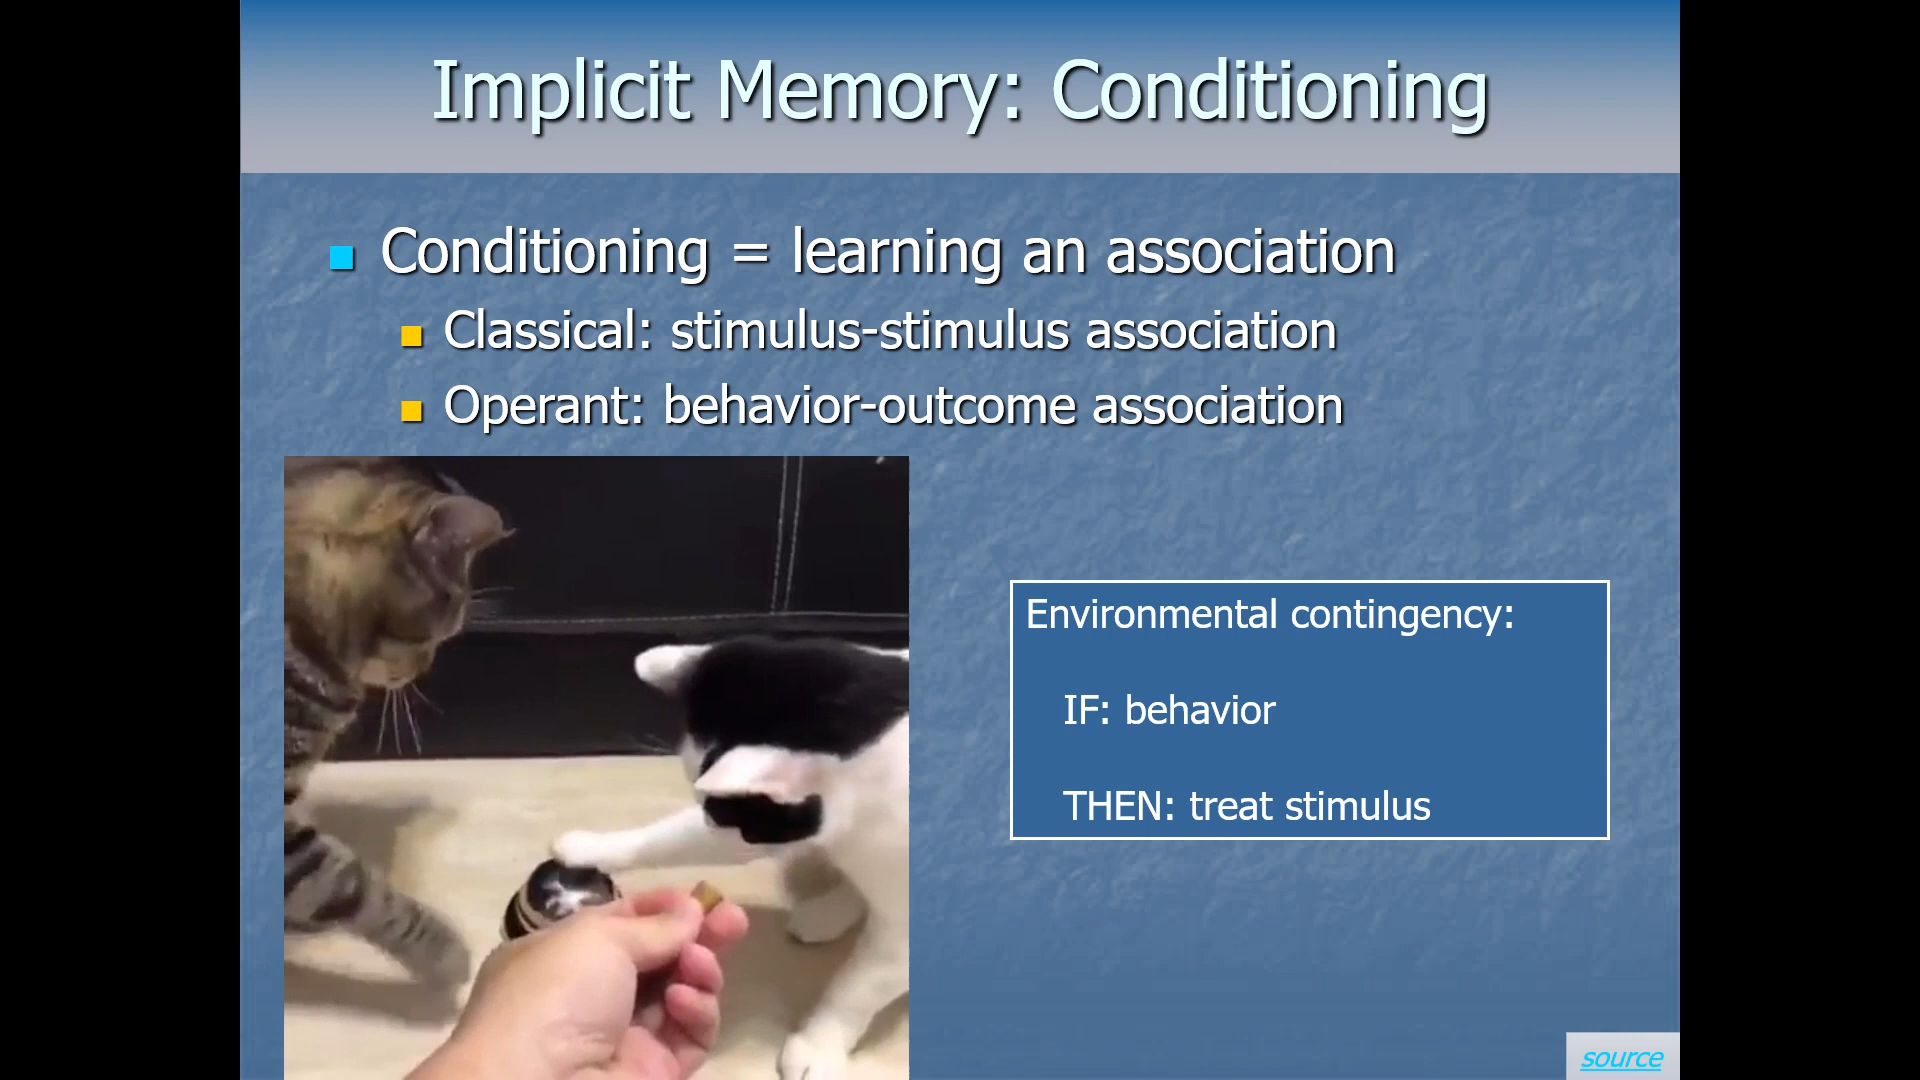 Implicit Memory: Conditioning
Conditioning = learning an association
Classical: stimulus-stimulus association
Operant: behavior-outcome association
Environmental contingency:
IF: behavior
THEN: treat stimulus
source